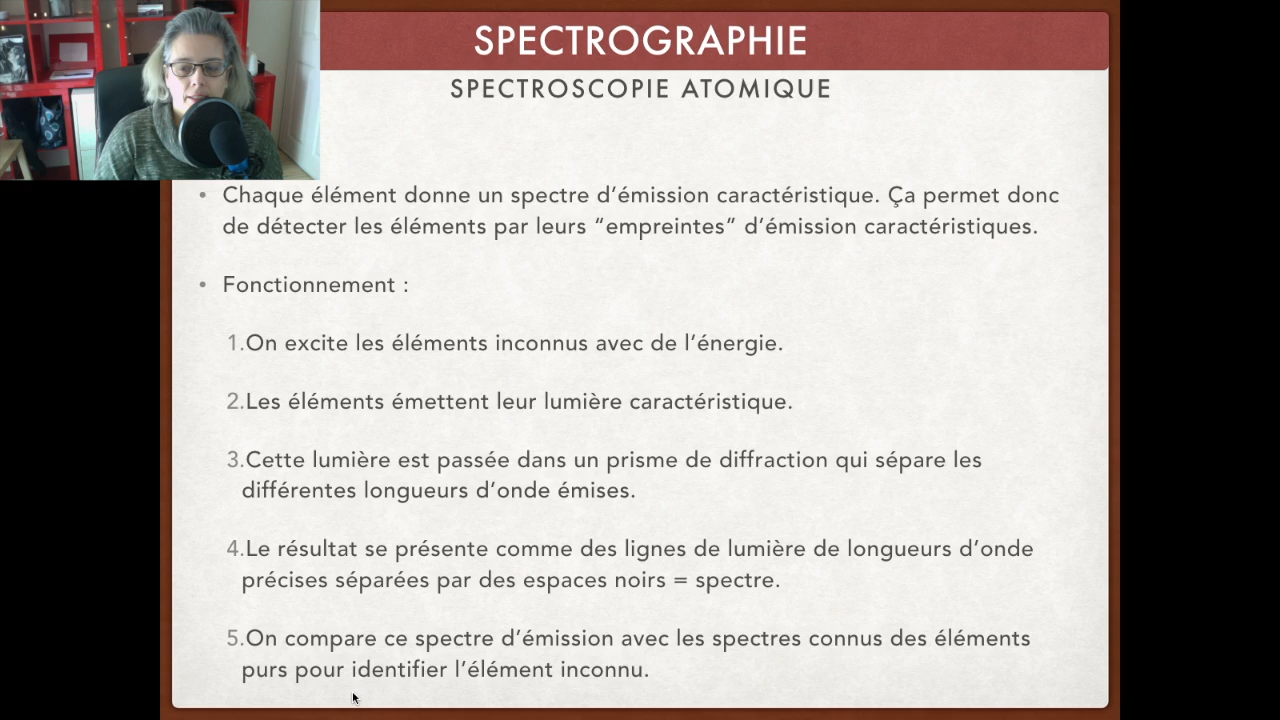 SPECTROGRAPHIE
SPECTROSCOPIE ATOMIQUE
• Chaque élément donne un spectre d’émission caractéristique. Ça permet donc
de détecter les éléments par leurs “empreintes” d’émission caractéristiques.
• Fonctionnement :
1.On excite les éléments inconnus avec de l’énergie.
2.Les éléments émettent leur lumière caractéristique.
3.Cette lumière est passée dans un prisme de diffraction qui sépare les
différentes longueurs d’onde émises.
4.Le résultat se présente comme des lignes de lumière de longueurs d’onde
précises séparées par des espaces noirs = spectre.
5.On compare ce spectre d’émission avec les spectres connus des éléments
purs pour identifier l’élément inconnu.